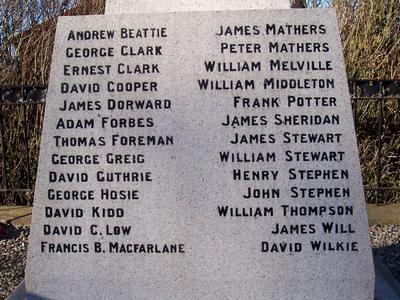 ANDREW BEATTIE
GEORGE CLARK
ERNEST CLARK
DAVID COOPER
JAMES DORWARD
ADAM FORBES
THOMAS FOREMAN
GEORGE GREIG
DAVID GUTHRIE
GEORGE HOSIE
DAVID KIDD
DAVID C. LOW
FRANCIS B. MACFARLANE
JAMES MATHERS
PETER MATHERS
WILLIAM MELVILLE
WILLIAM MIDDLETON
FRANK POTTER
JAMES SHERIDAN
JAMES STEWART
WILLIAM STEWART
HENRY STEPHEN
JOHN STEPHEN
WILLIAM THOMPSON
JAMES WILL
DAVID WILKIE